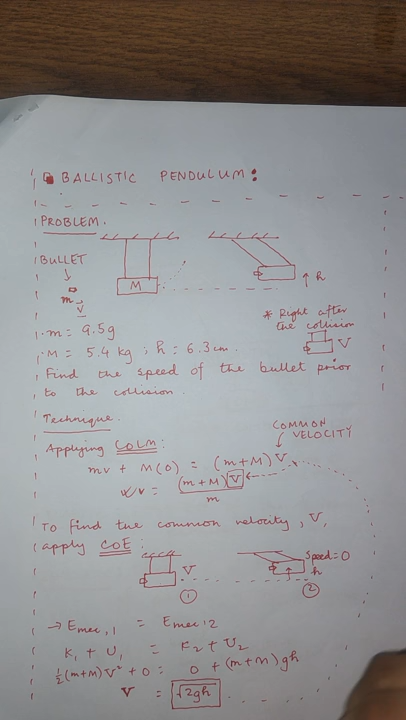 BALLISTIC PENDULUM:
PROBLEM.
BULLET
m
v
M
h
* Right after
the collision
V
m = 9.5g
M = 5.4 kg ; h = 6.3 cm.
Find the speed of the bullet prior
to the collision.
Technique.
COMMON
VELOCITY
Applying COLM:
mv + M(0) = (m+M) V
v = (m+M) V / m
To find the common velocity, V,
apply COE:
V
Speed = 0
h
1
2
→ Emec,1 = Emec,2
K1 + U1 = K2 + U2
1/2 (m+M) V² + 0 = 0 + (m+M) gh
V = √2gh